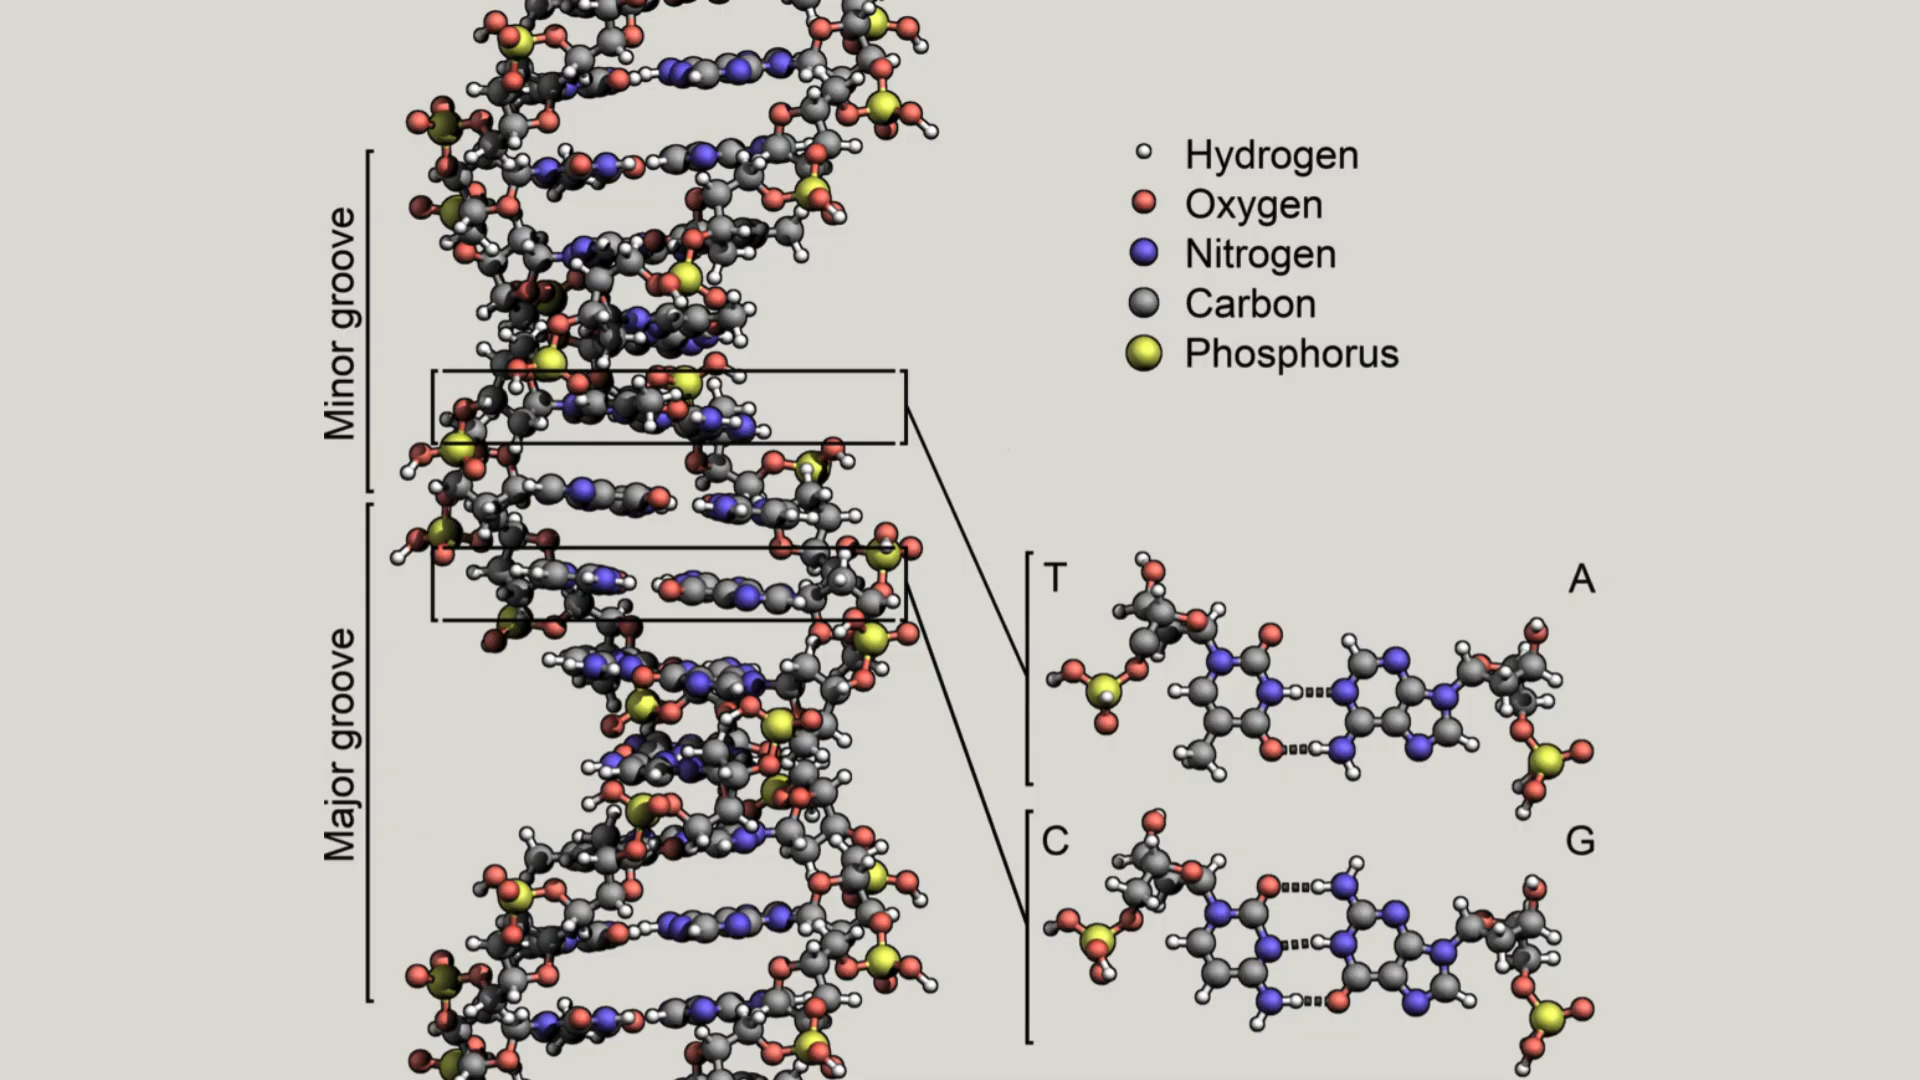 Minor groove
Major groove
Hydrogen
Oxygen
Nitrogen
Carbon
Phosphorus
T
A
C
G